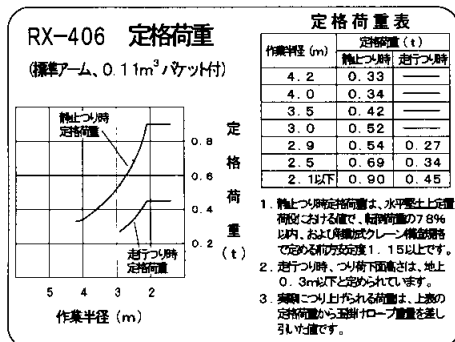 RX-406 定格荷重
(標準アーム、0.11m³バケット付)
静止つり時
定格荷重
走行つり時
定格荷重
0.8
0.6
0.4
0.2
定格荷重(t)
5 4 3 2
作業半径(m)
定格荷重表
作業半径(m) 定格荷重(t)
静止つり時 走行つり時
4.2 0.33 ——
4.0 0.34 ——
3.5 0.42 ——
3.0 0.52 ——
2.9 0.54 0.27
2.5 0.69 0.34
2.1以下 0.90 0.45
1. 静止つり時定格荷重は、水平堅土上定置
荷役における値で、転倒荷重の78%
以内、および移動式クレーン構造規格
で定める前方安定度1.15以上です。
2. 走行つり時、つり荷下面高さは、地上
0.3m以下と定められています。
3. 実際につり上げられる荷重は、上表の
定格荷重から玉掛けロープ重量を差し
引いた値です。